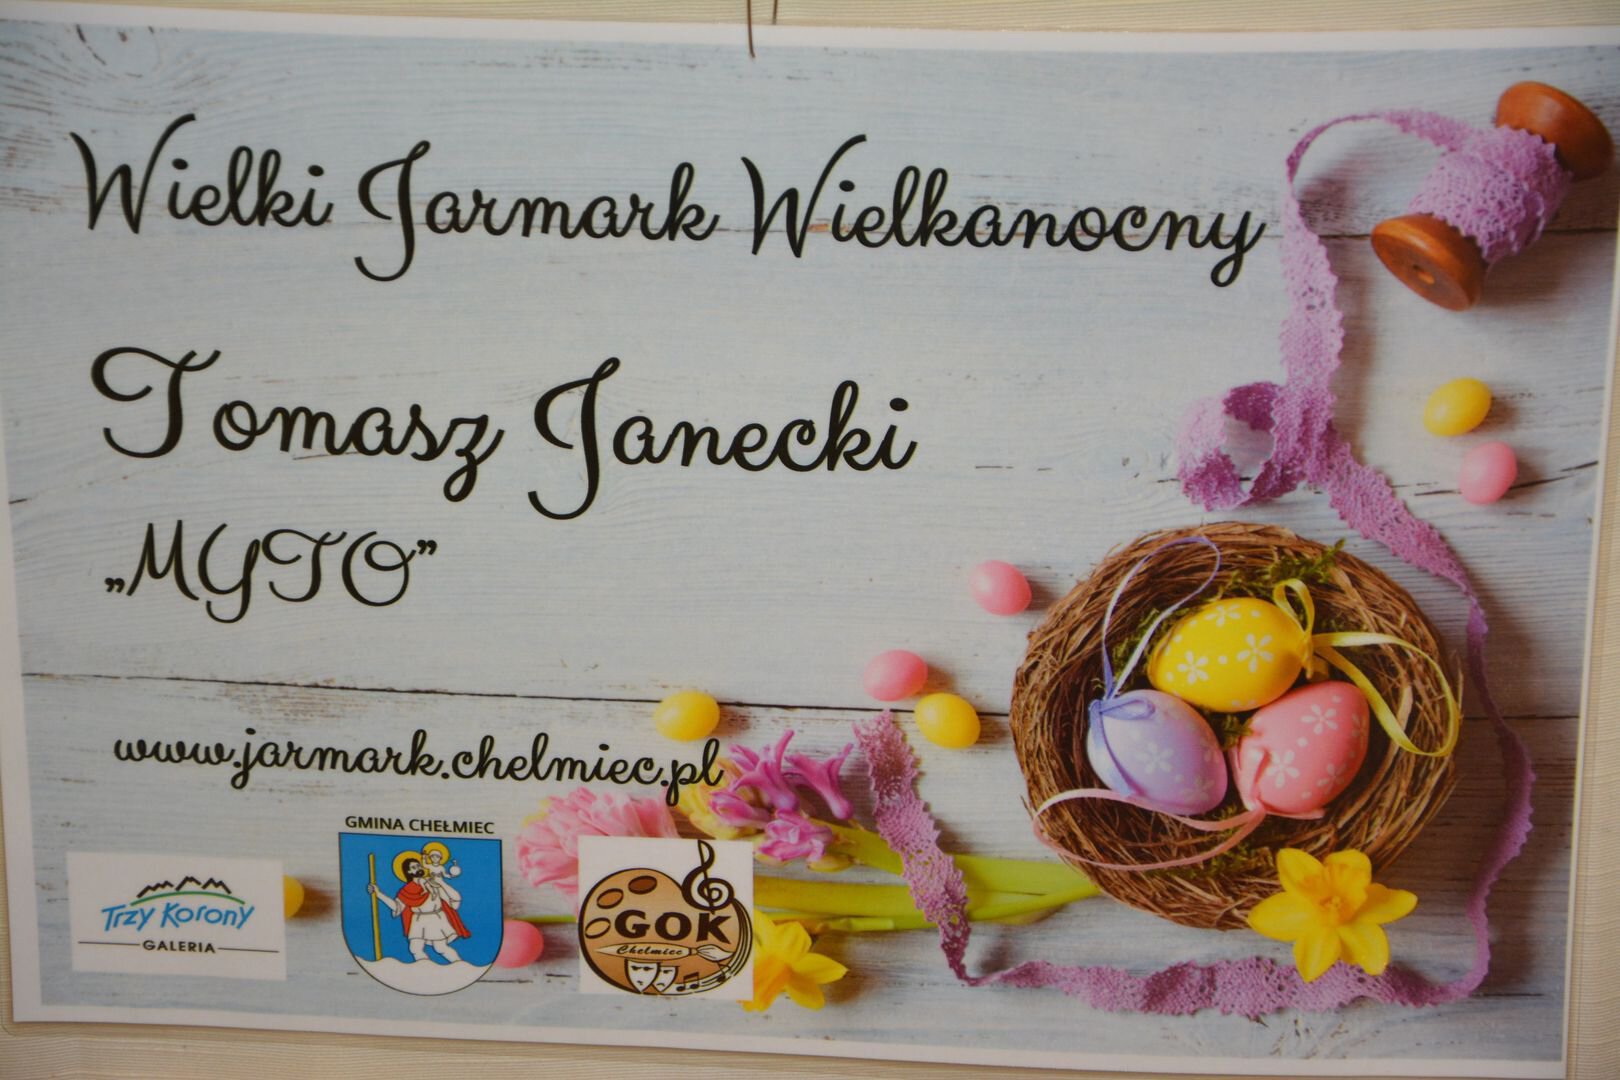 Wielki Jarmark Wielkanocny
Tomasz Janecki
„MYTO”
www.jarmark.chelmiec.pl
GMINA CHEŁMIEC
Trzy Korony
GALERIA
GOK
Chełmiec